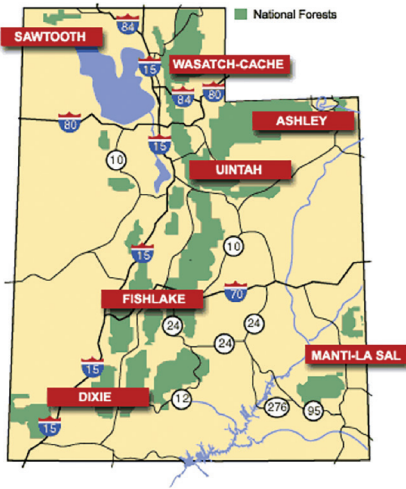 National Forests
84
SAWTOOTH
15
WASATCH-CACHE
84
80
80
ASHLEY
15
10
UINTAH
10
15
70
FISHLAKE
24
24
24
MANTI-LA SAL
15
DIXIE
12
276
95
15